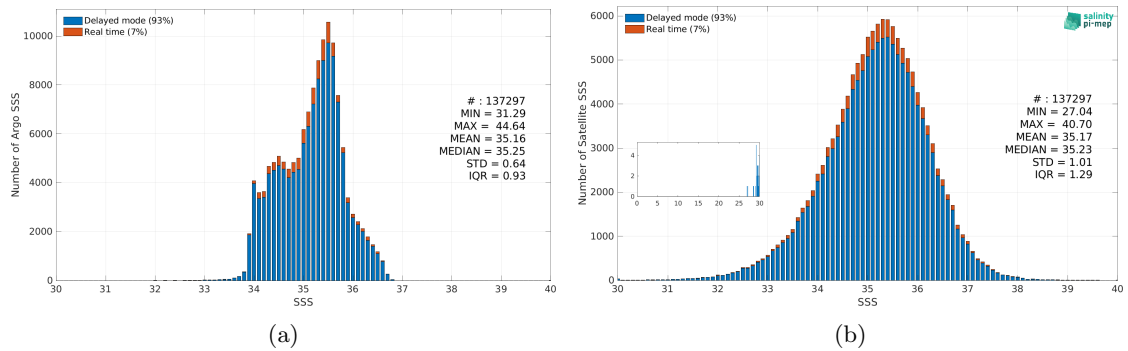 Delayed mode (93%)
Real time (7%)
Number of Argo SSS
10000
8000
6000
4000
2000
0
# : 137297
MIN = 31.29
MAX = 44.64
MEAN = 35.16
MEDIAN = 35.25
STD = 0.64
IQR = 0.93
30 31 32 33 34 35 36 37 38 39 40
SSS
(a)
Delayed mode (93%)
Real time (7%)
salinity
pi-mep
Number of Satellite SSS
6000
5000
4000
3000
2000
1000
0
# : 137297
MIN = 27.04
MAX = 40.70
MEAN = 35.17
MEDIAN = 35.23
STD = 1.01
IQR = 1.29
4
2
0
0 5 10 15 20 25 30
30 31 32 33 34 35 36 37 38 39 40
SSS
(b)